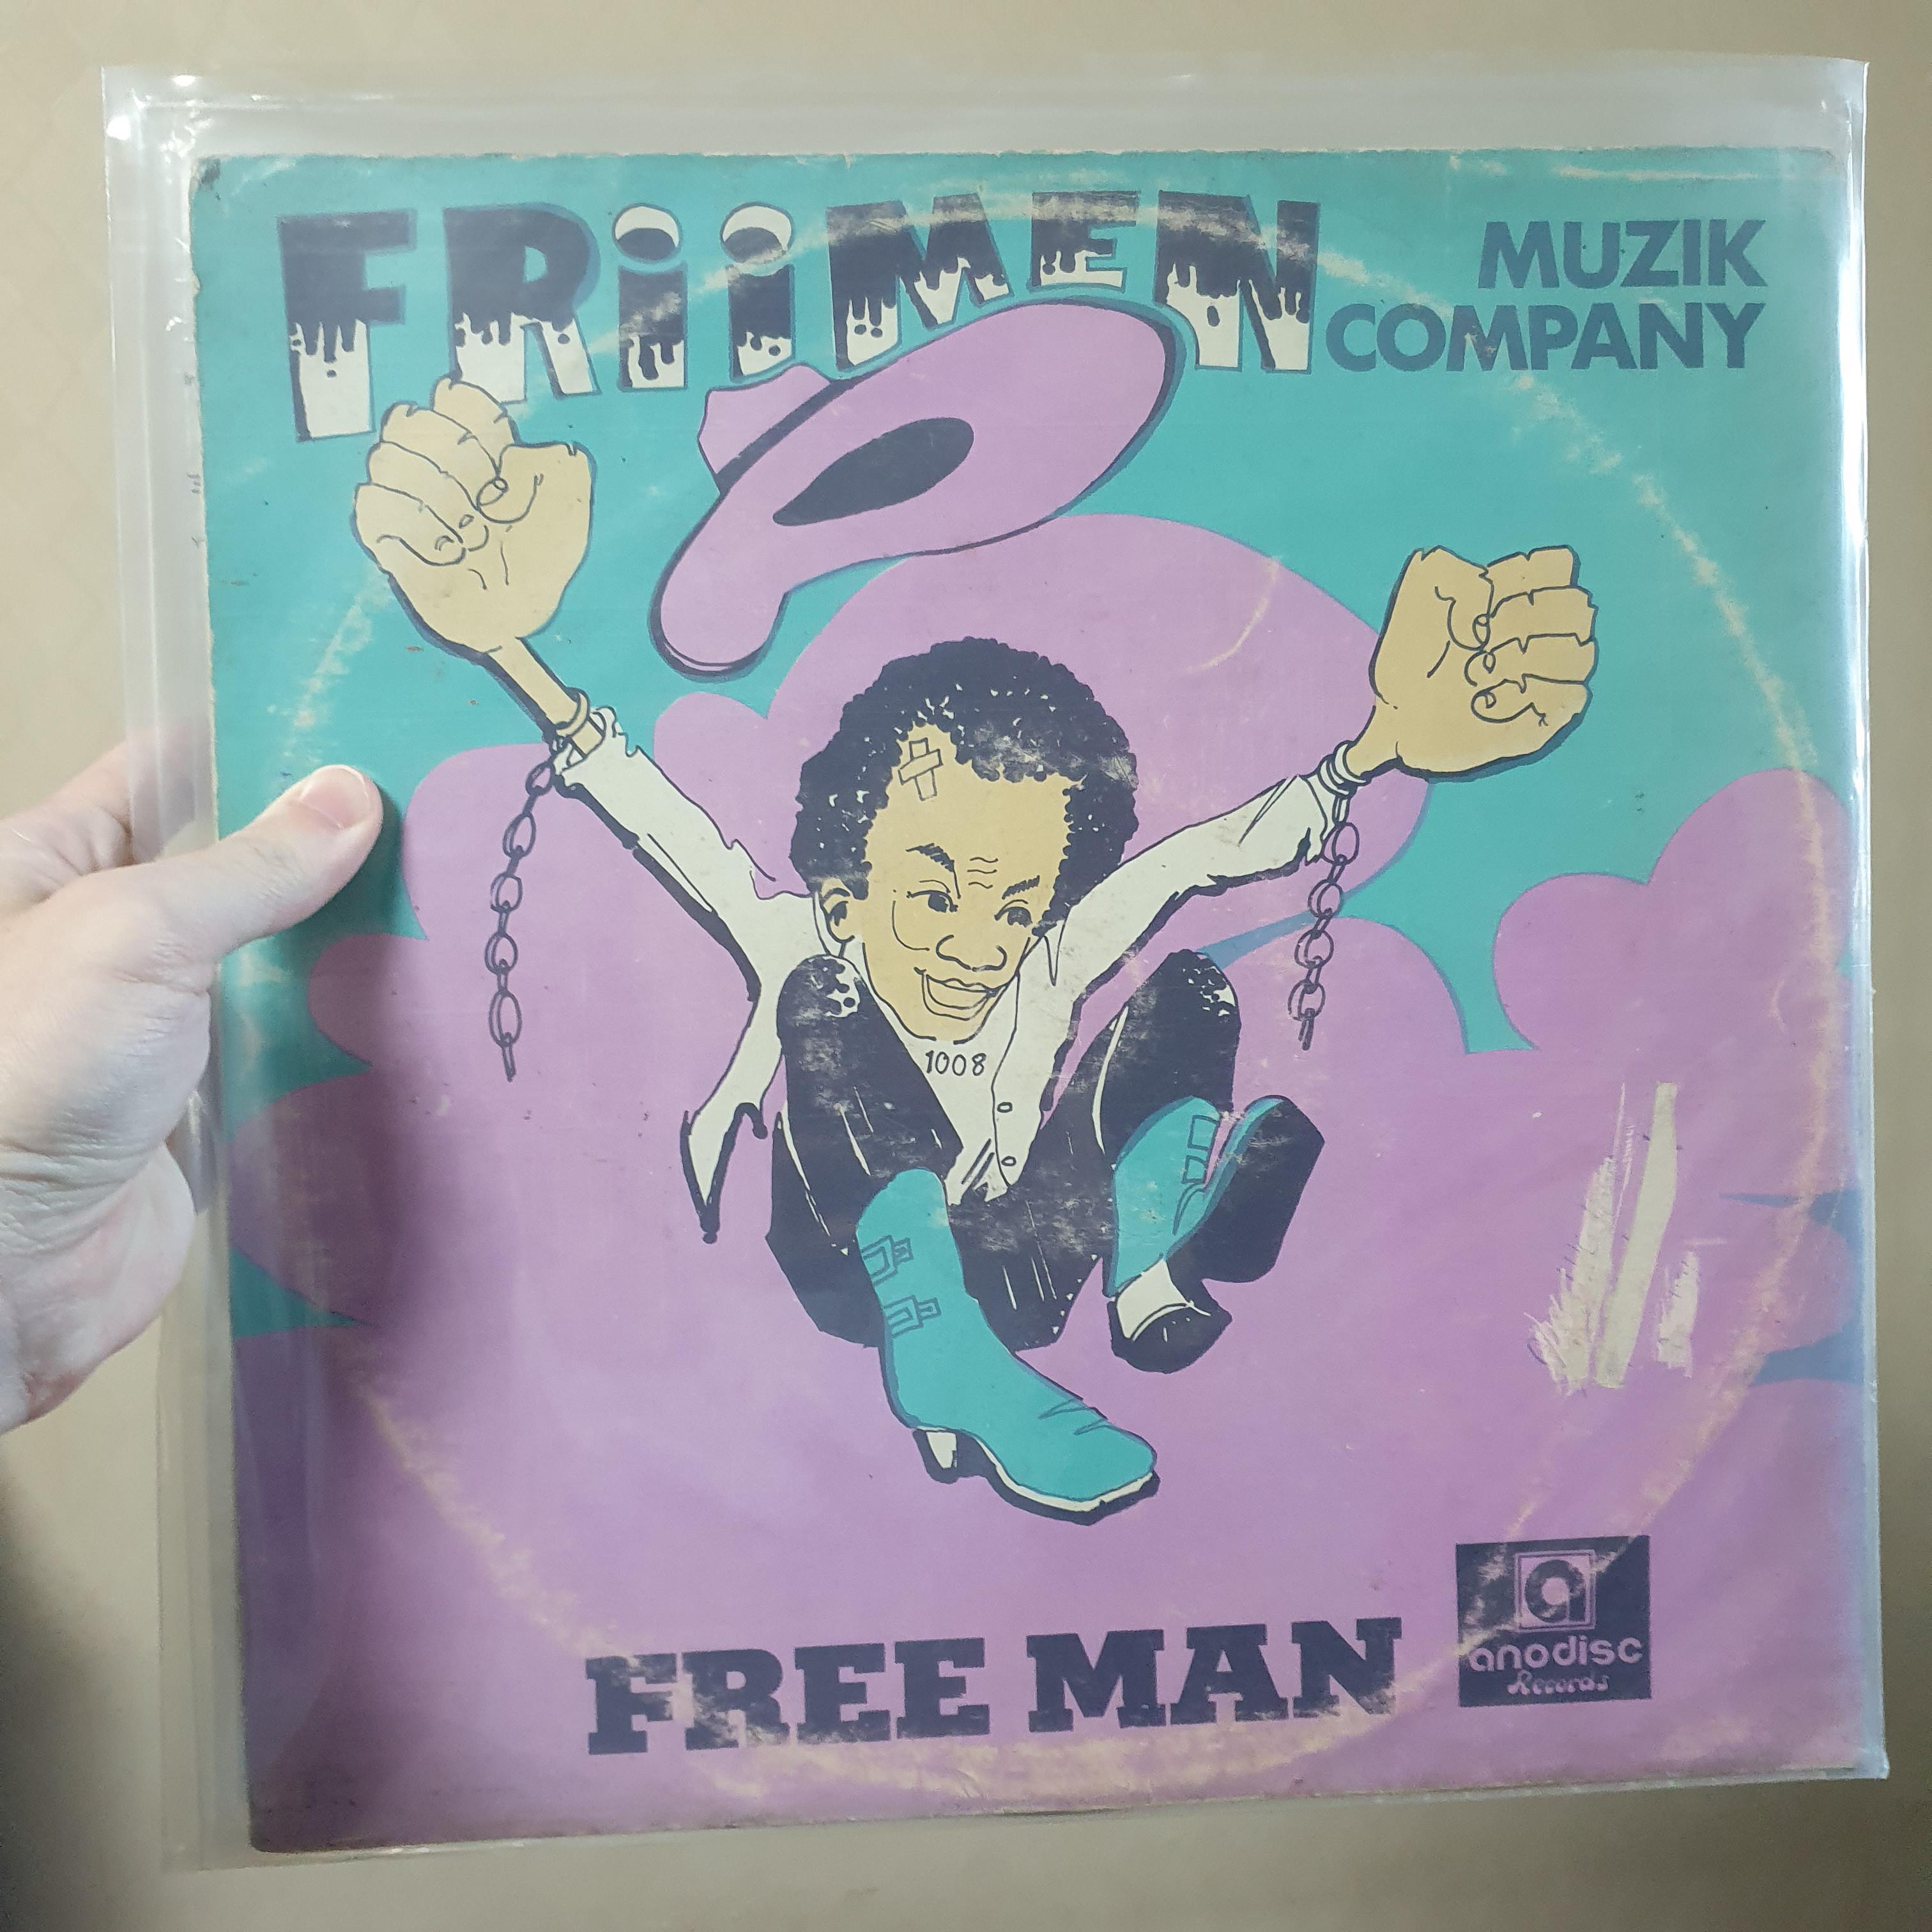 FRiiMEN
MUZIK
COMPANY
1008
FREE MAN
a
anodisc
Records